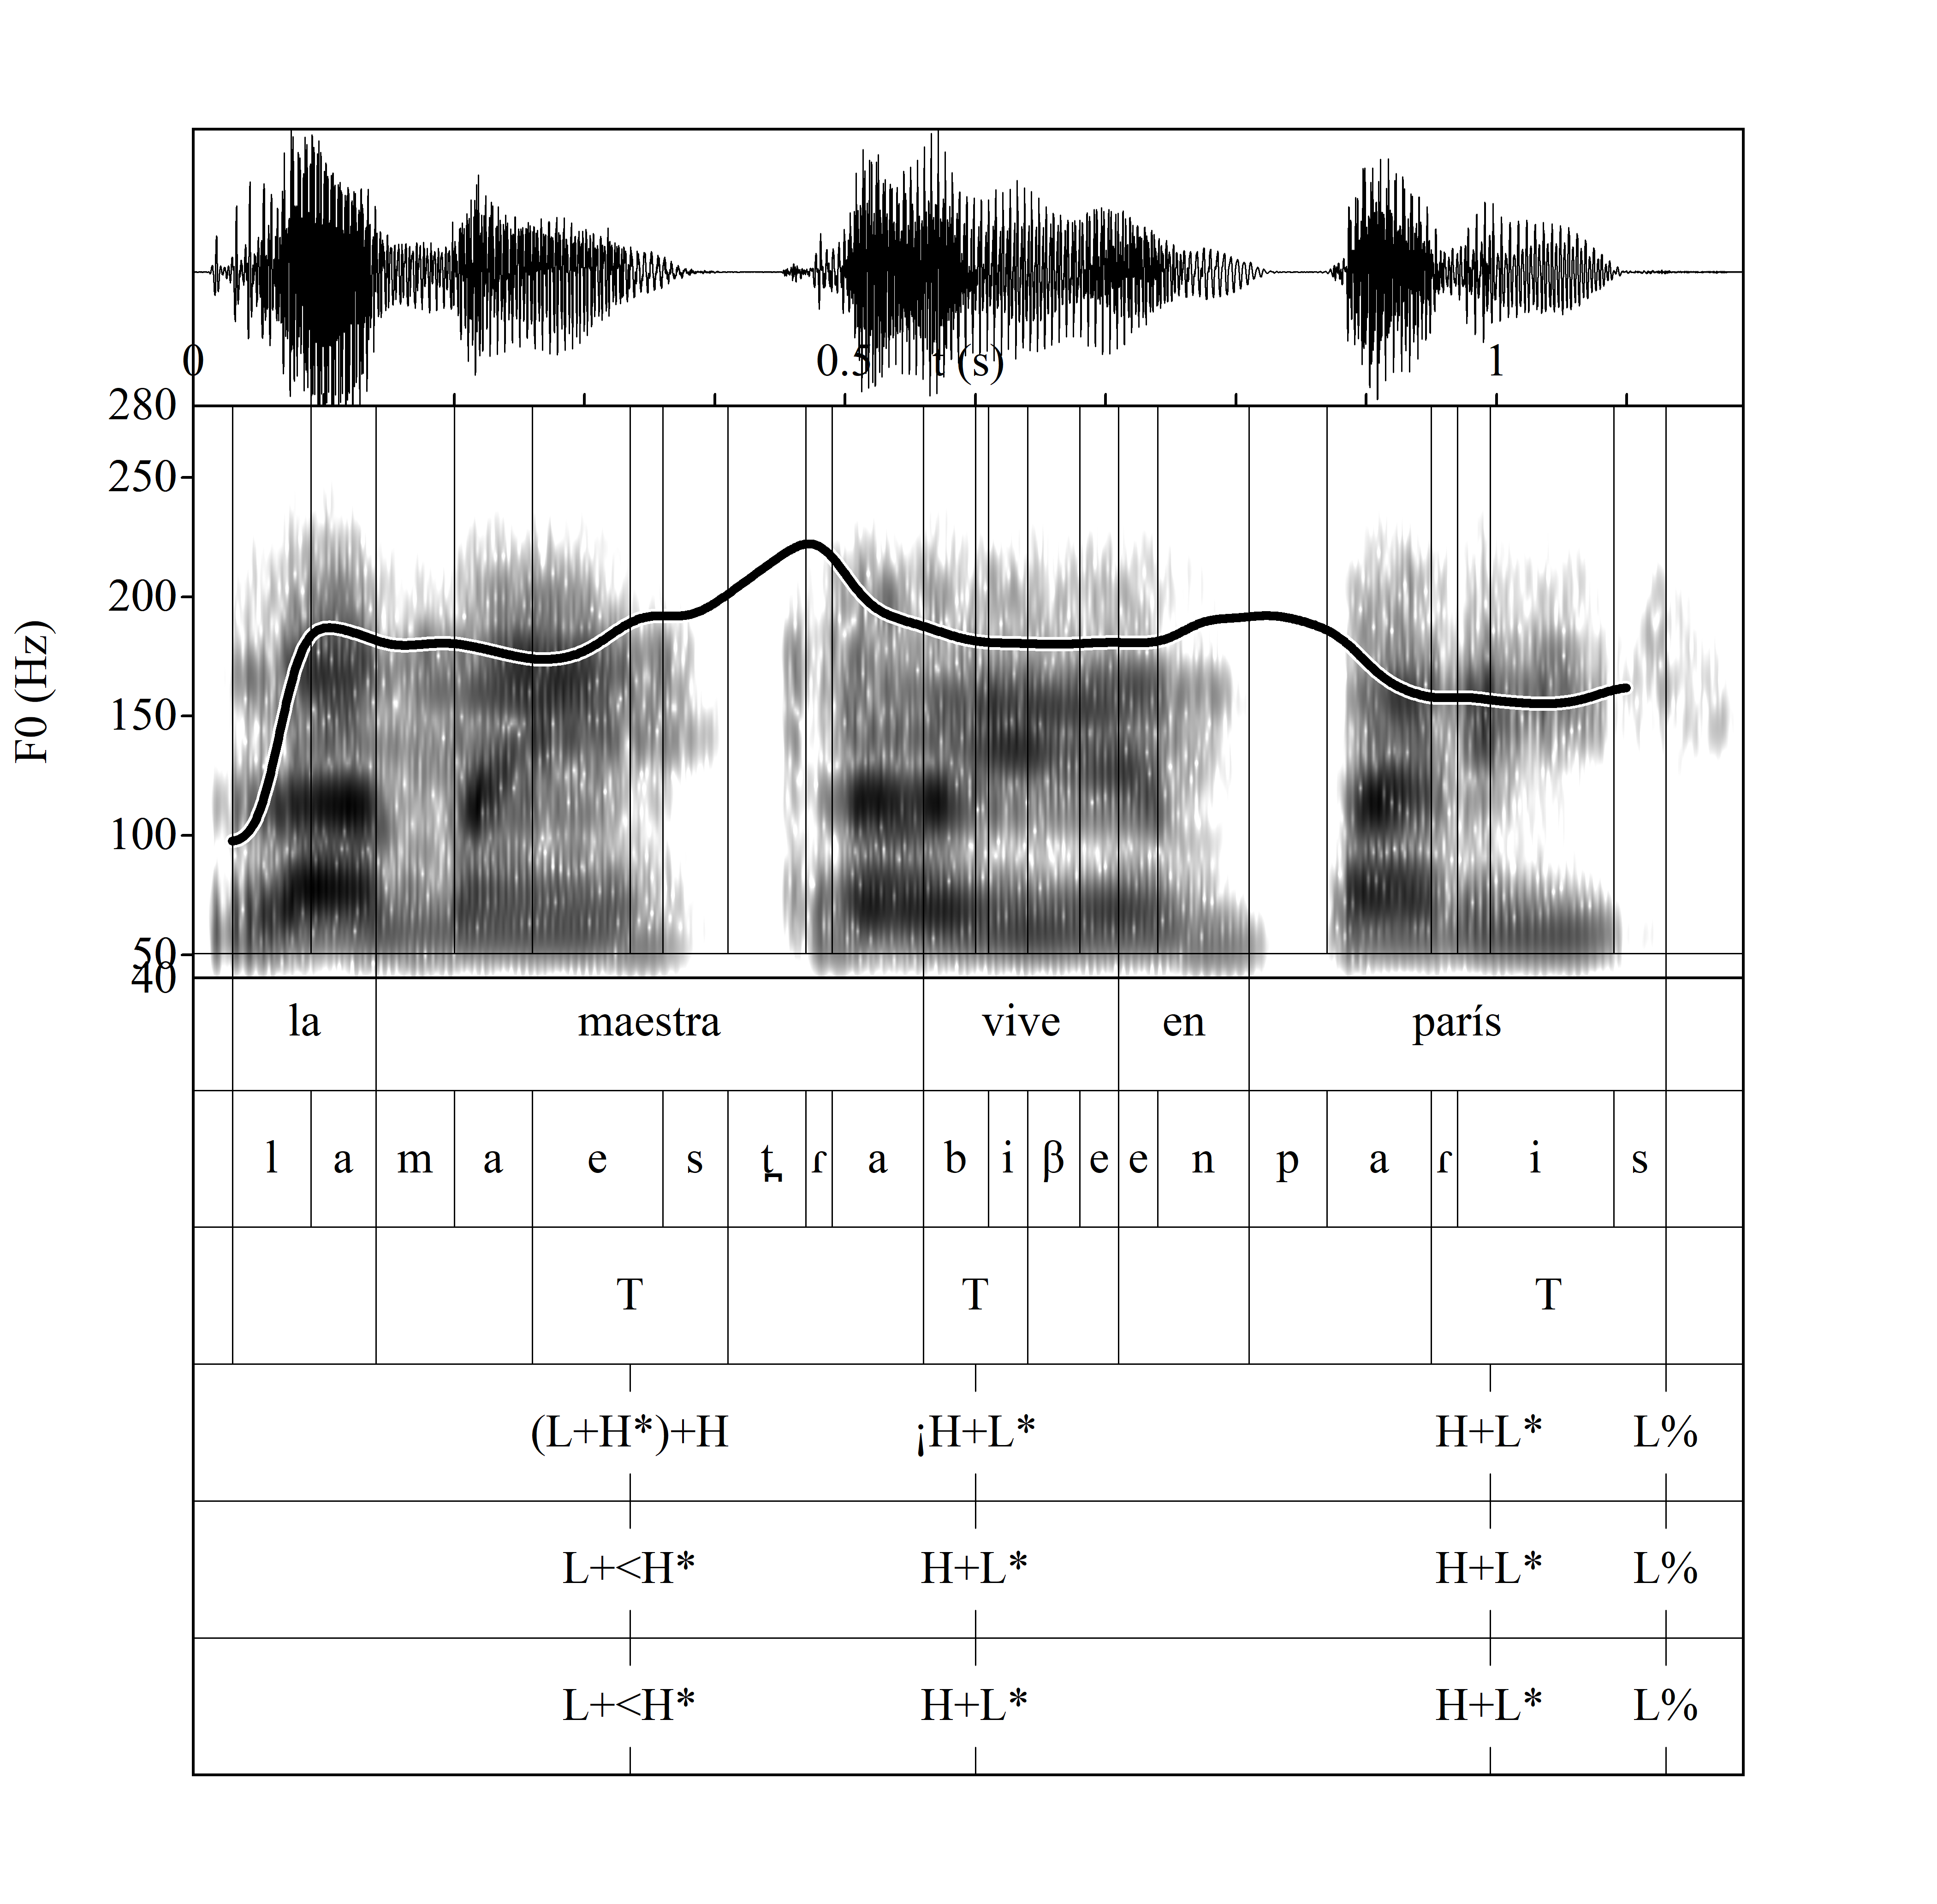 0 0.5 t (s) 1
280
250
200
150
100
50
40
F0 (Hz)
la maestra vive en parís
l a m a e s t̪ ɾ a b i β e e n p a ɾ i s
T T T
(L+H*)+H ¡H+L* H+L* L%
L+<H* H+L* H+L* L%
L+<H* H+L* H+L* L%